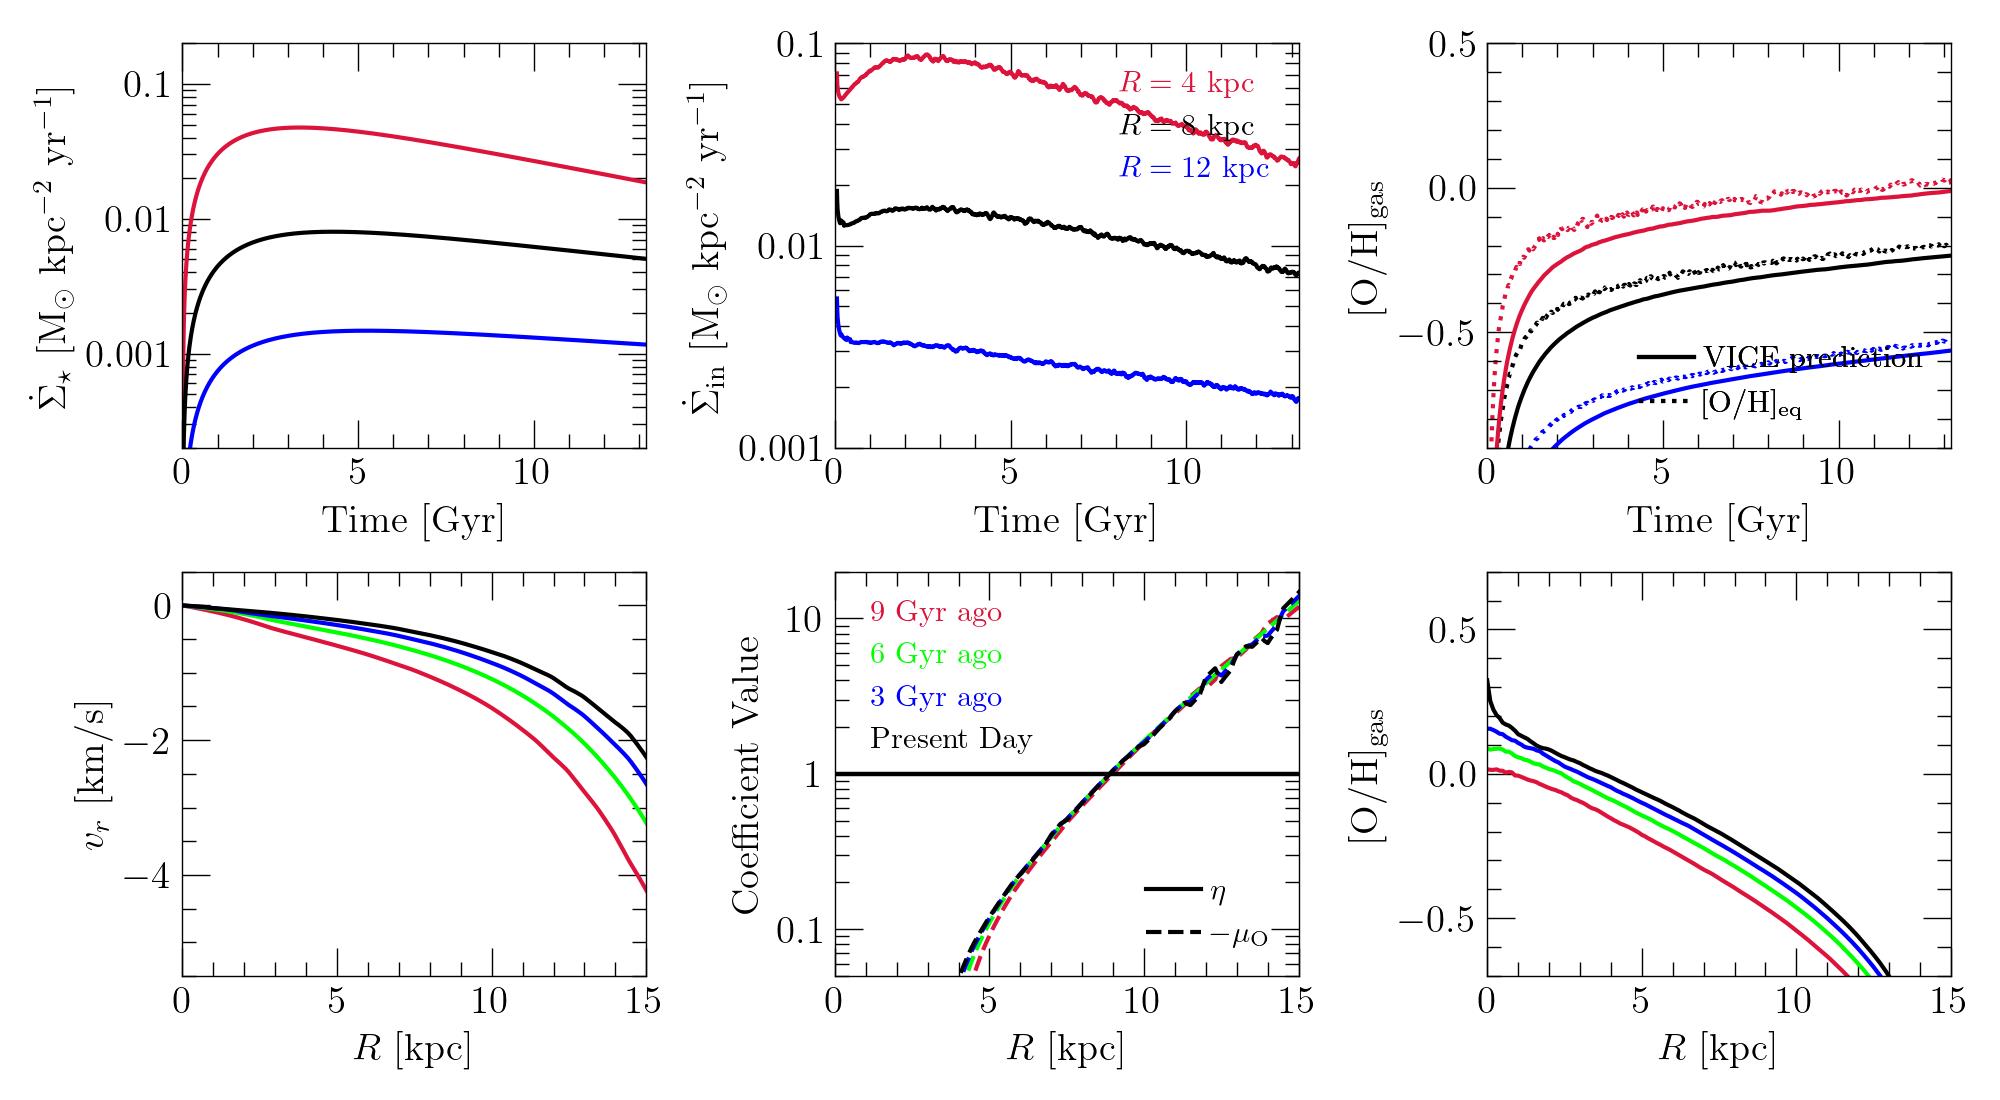 0.1
0.01
0.001
Σ̇⋆ [M⊙ kpc⁻² yr⁻¹]
0 5 10
Time [Gyr]
0.1
0.01
0.001
Σ̇in [M⊙ kpc⁻² yr⁻¹]
R = 4 kpc
R = 8 kpc
R = 12 kpc
0 5 10
Time [Gyr]
0.5
0.0
−0.5
[O/H]gas
VICE prediction
[O/H]eq
0 5 10
Time [Gyr]
0
−2
−4
vr [km/s]
0 5 10 15
R [kpc]
10
1
0.1
Coefficient Value
9 Gyr ago
6 Gyr ago
3 Gyr ago
Present Day
η
−μO
0 5 10 15
R [kpc]
0.5
0.0
−0.5
[O/H]gas
0 5 10 15
R [kpc]